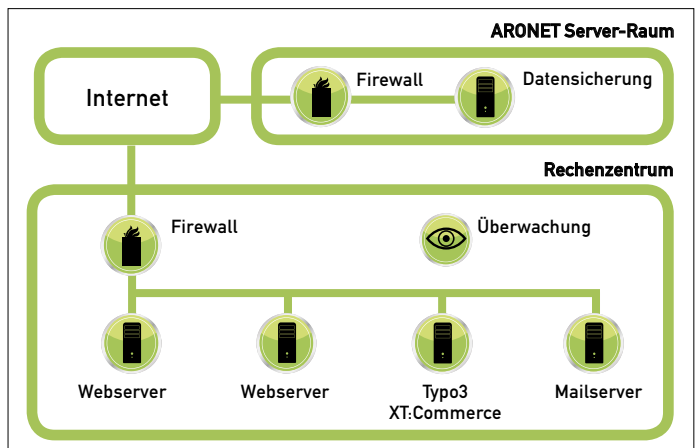 ARONET Server-Raum
Internet
Firewall
Datensicherung
Rechenzentrum
Firewall
Überwachung
Webserver
Webserver
Typo3
XT:Commerce
Mailserver